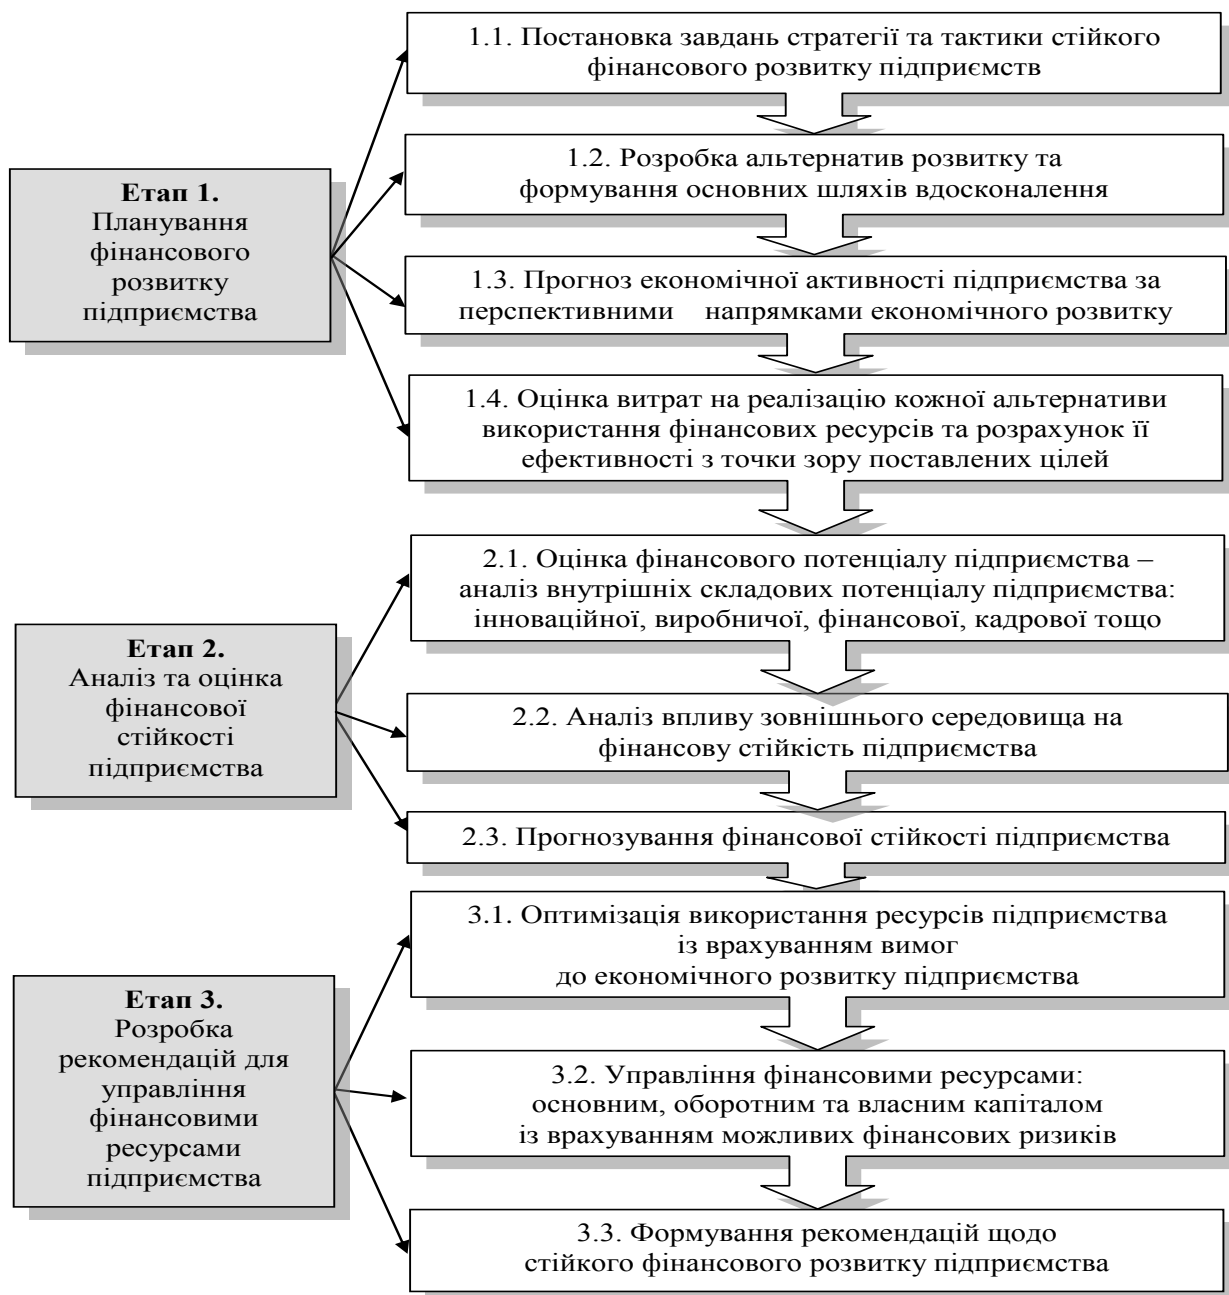 1.1. Постановка завдань стратегії та тактики стійкого
фінансового розвитку підприємств
1.2. Розробка альтернатив розвитку та
формування основних шляхів вдосконалення
Етап 1.
Планування
фінансового
розвитку
підприємства
1.3. Прогноз економічної активності підприємства за
перспективними напрямками економічного розвитку
1.4. Оцінка витрат на реалізацію кожної альтернативи
використання фінансових ресурсів та розрахунок її
ефективності з точки зору поставлених цілей
2.1. Оцінка фінансового потенціалу підприємства –
аналіз внутрішніх складових потенціалу підприємства:
інноваційної, виробничої, фінансової, кадрової тощо
Етап 2.
Аналіз та оцінка
фінансової
стійкості
підприємства
2.2. Аналіз впливу зовнішнього середовища на
фінансову стійкість підприємства
2.3. Прогнозування фінансової стійкості підприємства
3.1. Оптимізація використання ресурсів підприємства
із врахуванням вимог
до економічного розвитку підприємства
Етап 3.
Розробка
рекомендацій для
управління
фінансовими
ресурсами
підприємства
3.2. Управління фінансовими ресурсами:
основним, оборотним та власним капіталом
із врахуванням можливих фінансових ризиків
3.3. Формування рекомендацій щодо
стійкого фінансового розвитку підприємства